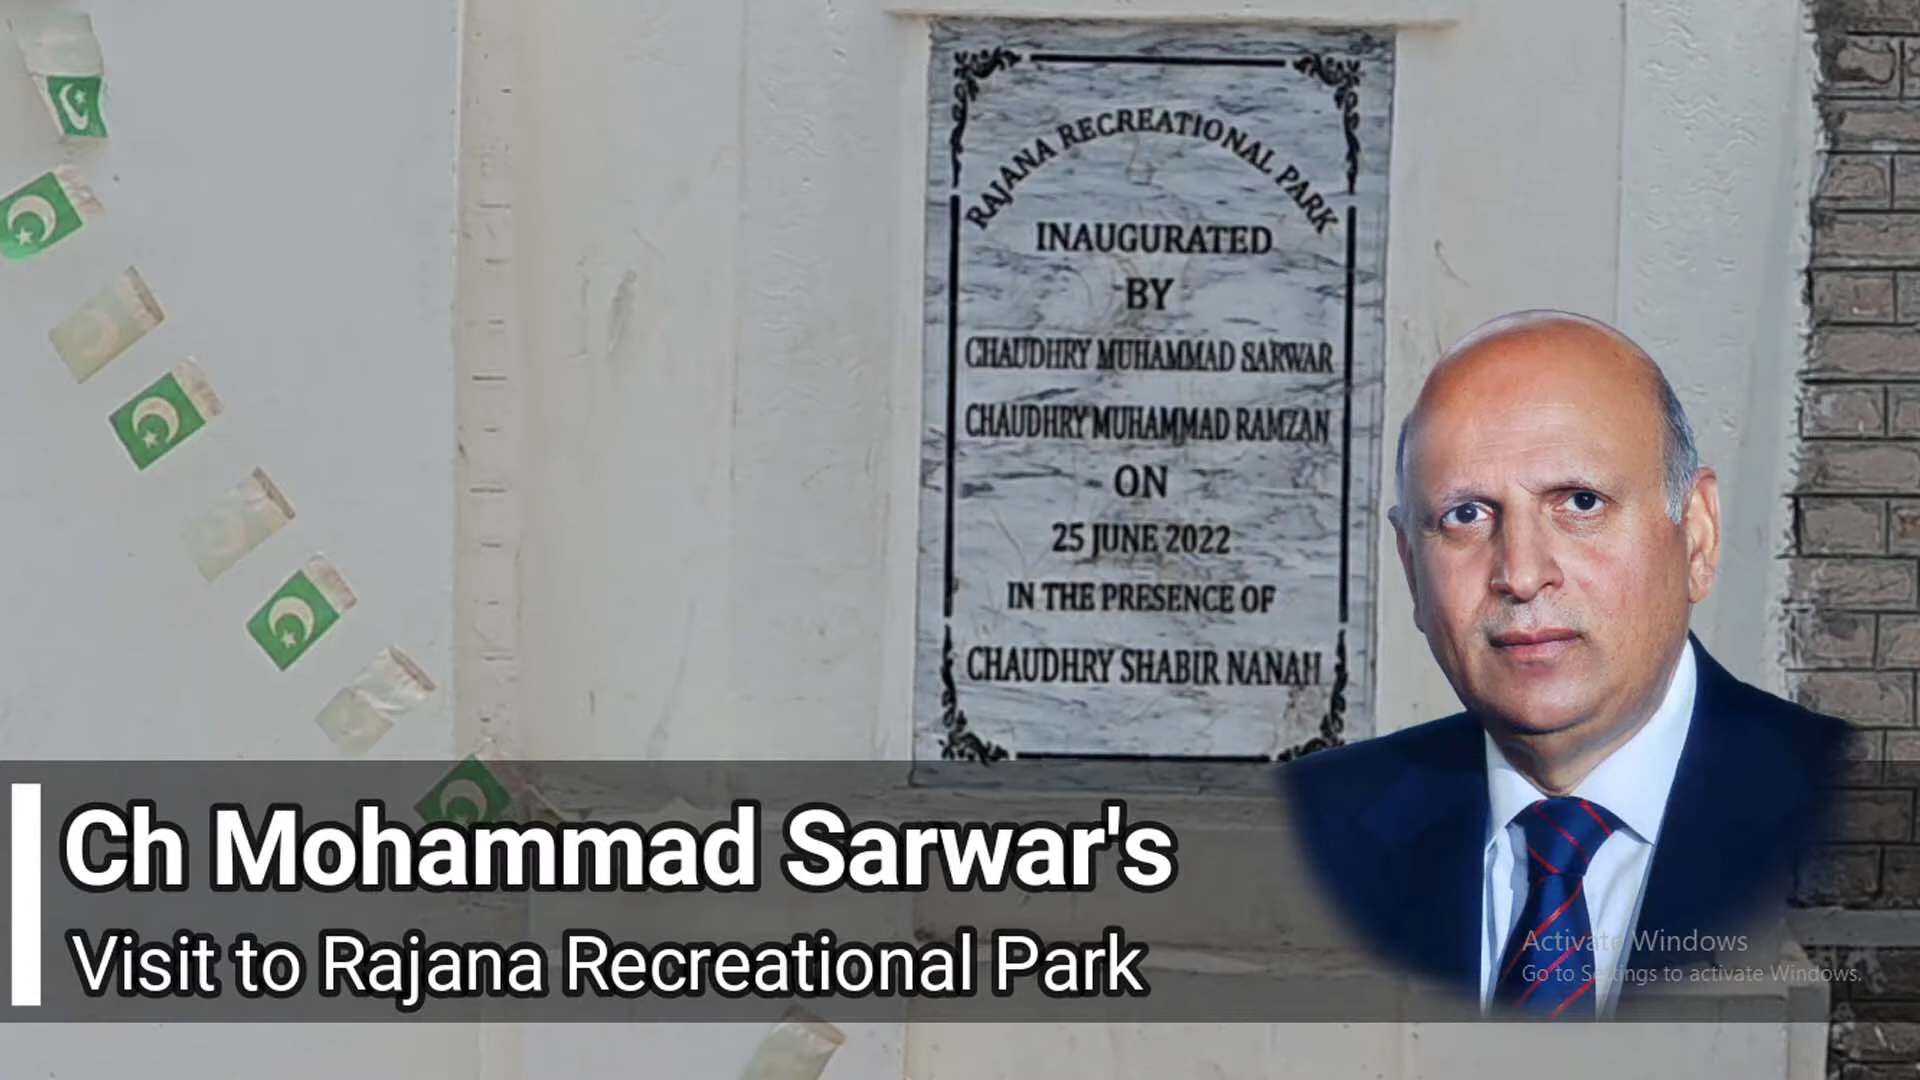 RAJANA RECREATIONAL PARK
INAUGURATED
BY
CHAUDHRY MUHAMMAD SARWAR
CHAUDHRY MUHAMMAD RAMZAN
ON
25 JUNE 2022
IN THE PRESENCE OF
CHAUDHRY SHABIR NANAH
Ch Mohammad Sarwar's
Visit to Rajana Recreational Park
Activate Windows
Go to Settings to activate Windows.